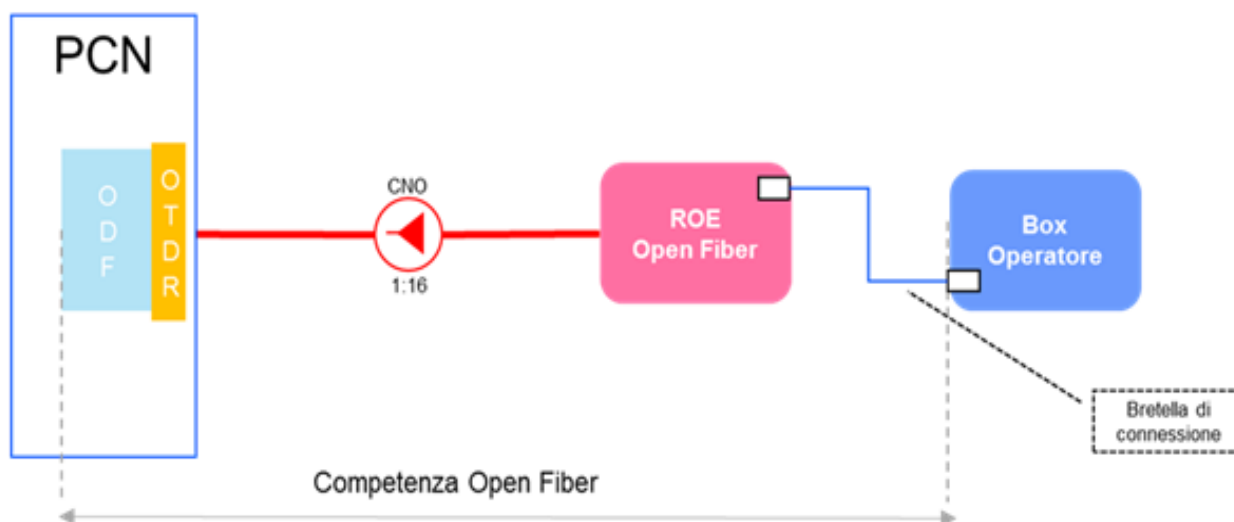 PCN
O
D
F
O
T
D
R
CNO
1:16
ROE
Open Fiber
Box
Operatore
Bretella di
connessione
Competenza Open Fiber